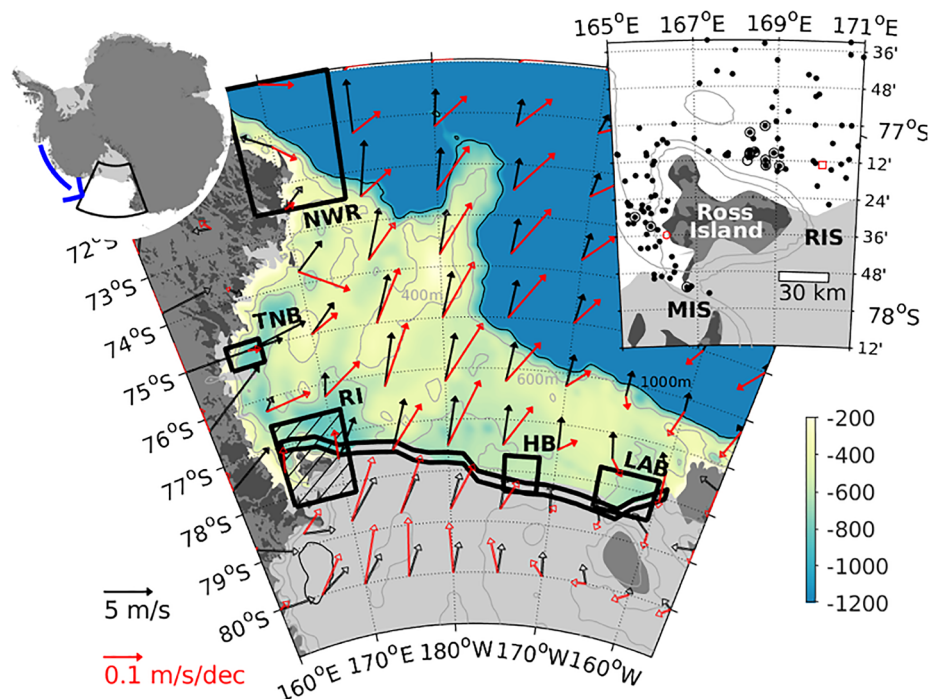 165°E 167°E 169°E 171°E
36'
48'
77°S
12'
24'
36'
48'
78°S
12'
Ross
Island
RIS
30 km
MIS
NWR
72°S
73°S
74°S
75°S
76°S
77°S
78°S
79°S
80°S
TNB
400m
600m
1000m
RI
HB
LAB
-200
-400
-600
-800
-1000
-1200
5 m/s
0.1 m/s/dec
160°E 170°E 180°W 170°W 160°W